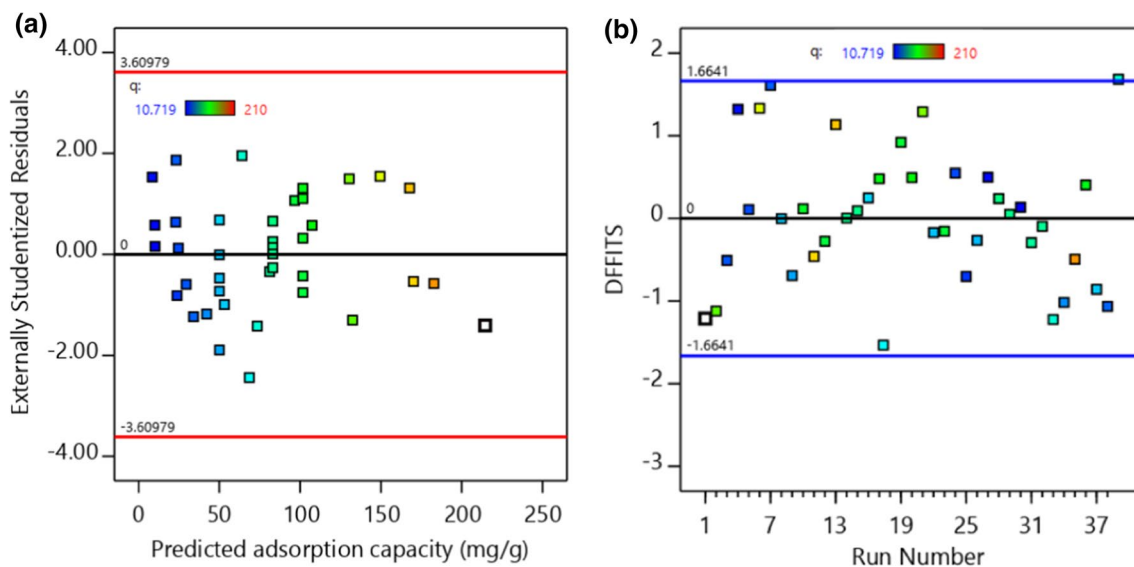 (a)
Externally Studentized Residuals
4.00
2.00
0.00
-2.00
-4.00
3.60979
q:
10.719 210
0
-3.60979
0 50 100 150 200 250
Predicted adsorption capacity (mg/g)
(b)
DFFITS
2
1
0
-1
-2
-3
q: 10.719 210
1.6641
0
-1.6641
1 7 13 19 25 31 37
Run Number